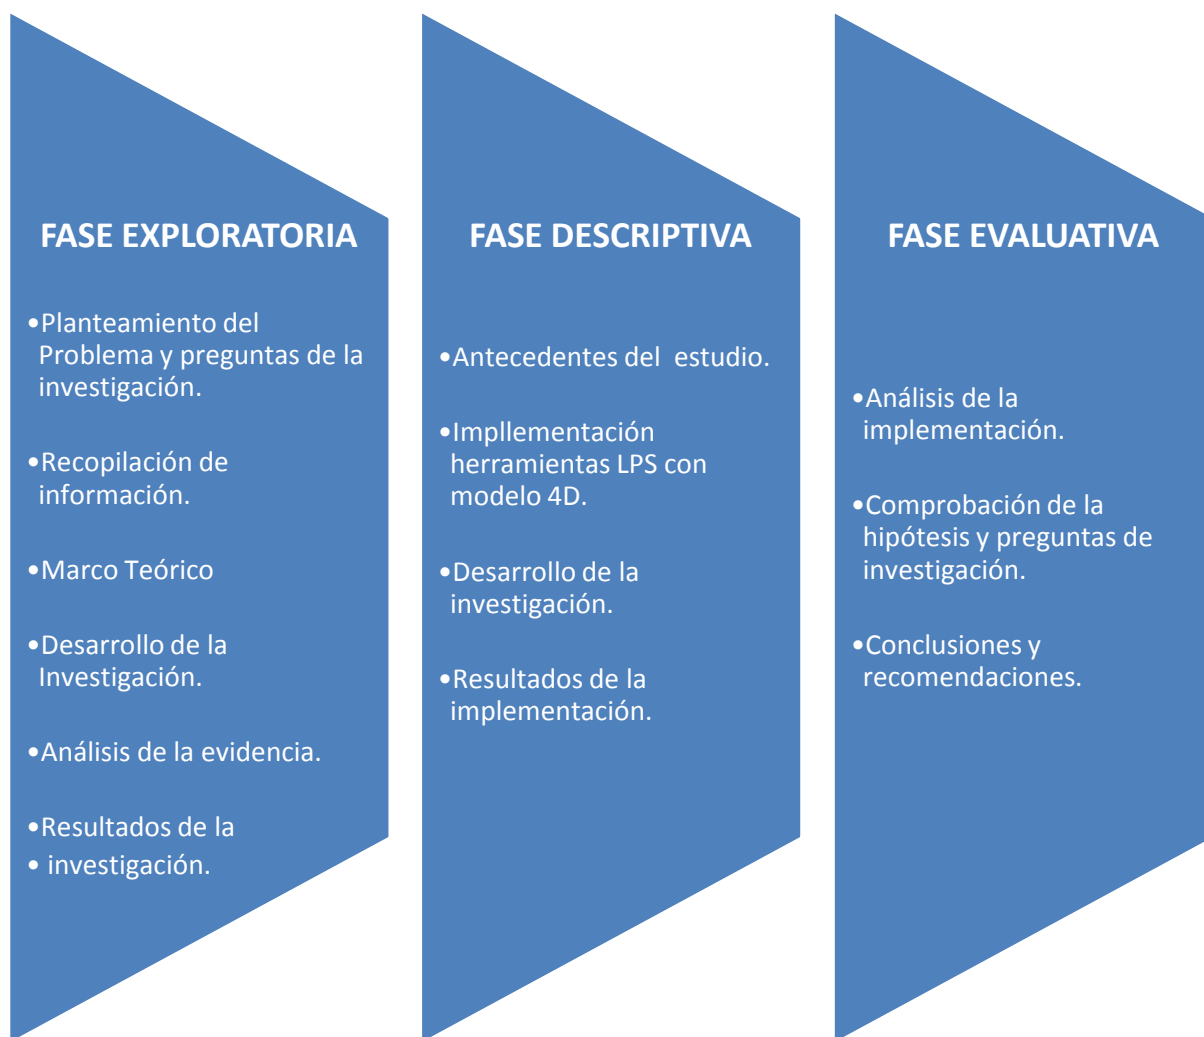 FASE EXPLORATORIA
•Planteamiento del
Problema y preguntas de la
investigación.
•Recopilación de
información.
•Marco Teórico
•Desarrollo de la
Investigación.
•Análisis de la evidencia.
•Resultados de la
• investigación.
FASE DESCRIPTIVA
•Antecedentes del estudio.
•Impllementación
herramientas LPS con
modelo 4D.
•Desarrollo de la
investigación.
•Resultados de la
implementación.
FASE EVALUATIVA
•Análisis de la
implementación.
•Comprobación de la
hipótesis y preguntas de
investigación.
•Conclusiones y
recomendaciones.